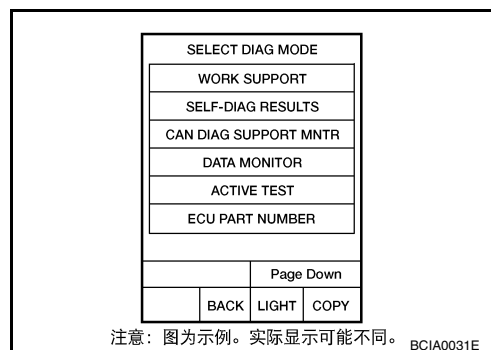 SELECT DIAG MODE
WORK SUPPORT
SELF-DIAG RESULTS
CAN DIAG SUPPORT MNTR
DATA MONITOR
ACTIVE TEST
ECU PART NUMBER
Page Down
BACK LIGHT COPY
注意：图为示例。实际显示可能不同。 BCIA0031E